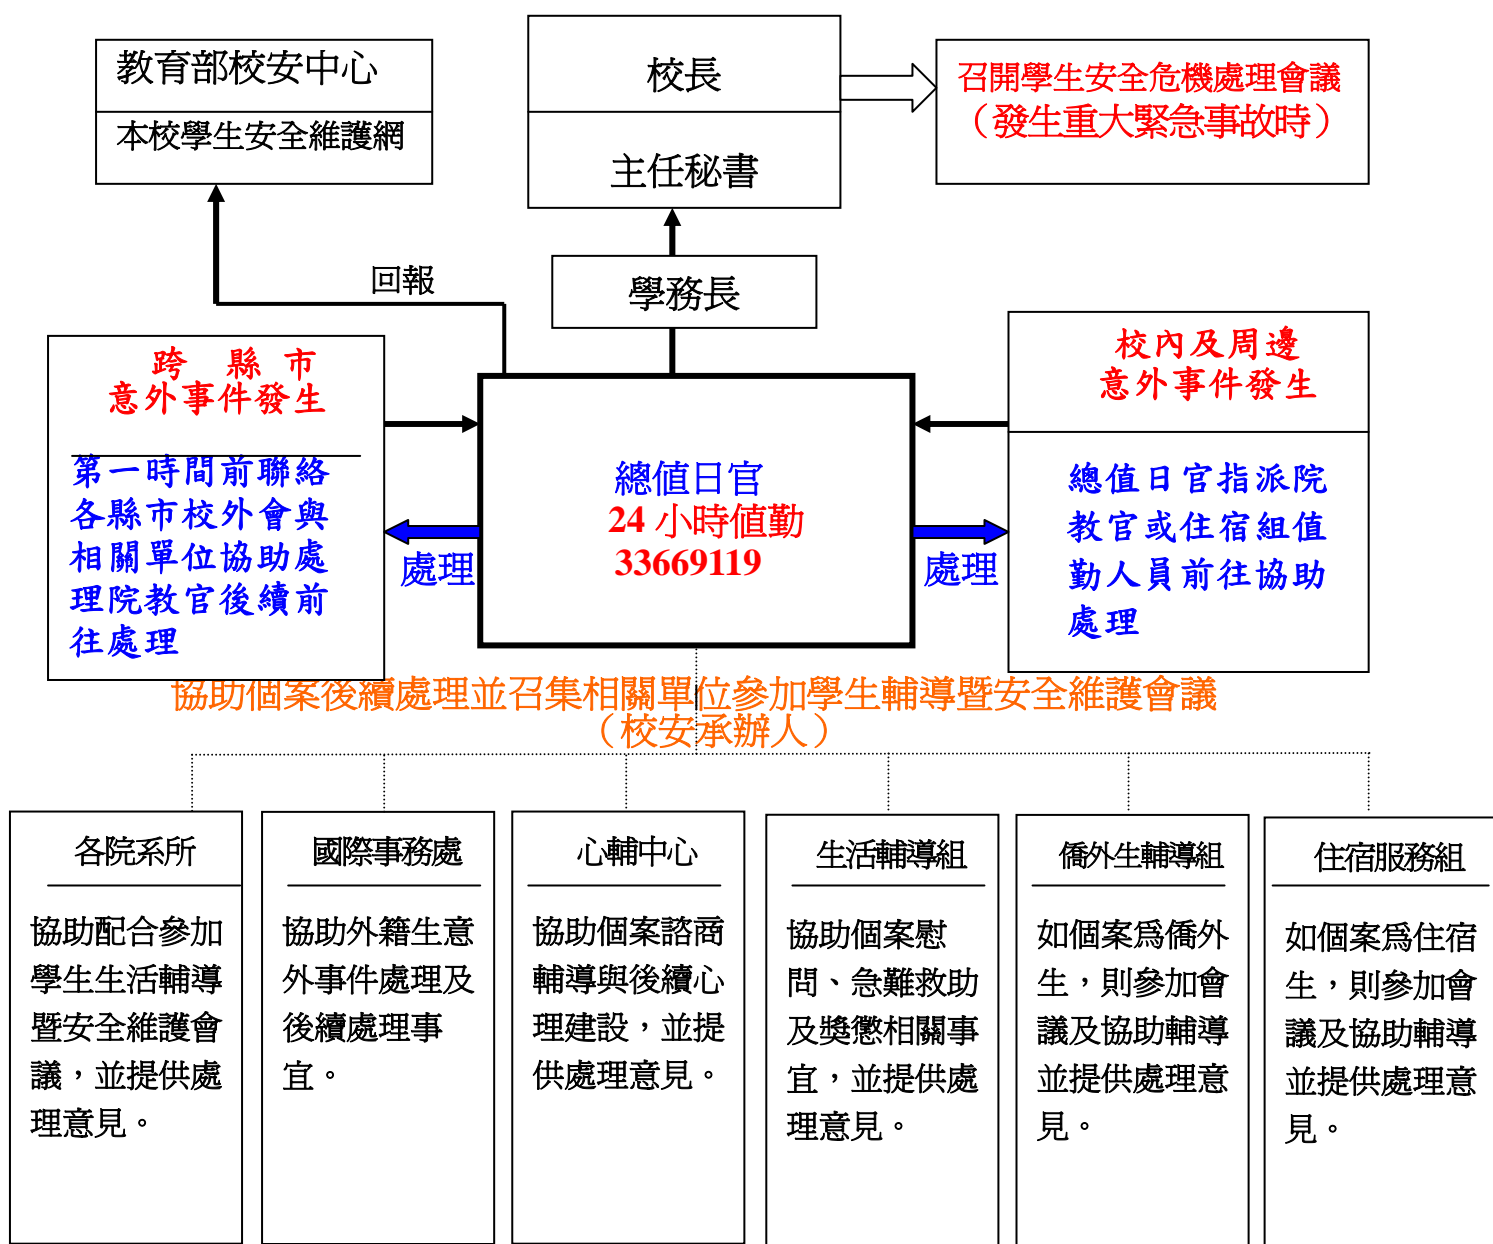 教育部校安中心
本校學生安全維護網
校長
主任秘書
召開學生安全危機處理會議
（發生重大緊急事故時）
回報
學務長
跨 縣 市
意外事件發生
第一時間前聯絡
各縣市校外會與
相關單位協助處
理院教官後續前
往處理
處理
總值日官
24 小時值勤
33669119
處理
校內及周邊
意外事件發生
總值日官指派院
教官或住宿組值
勤人員前往協助
處理
協助個案後續處理並召集相關單位參加學生輔導暨安全維護會議
（校安承辦人）
各院系所
協助配合參加
學生生活輔導
暨安全維護會
議，並提供處
理意見。
國際事務處
協助外籍生意
外事件處理及
後續處理事
宜。
心輔中心
協助個案諮商
輔導與後續心
理建設，並提
供處理意見。
生活輔導組
協助個案慰
問、急難救助
及獎懲相關事
宜，並提供處
理意見。
僑外生輔導組
如個案為僑外
生，則參加會
議及協助輔導
並提供處理意
見。
住宿服務組
如個案為住宿
生，則參加會
議及協助輔導
並提供處理意
見。